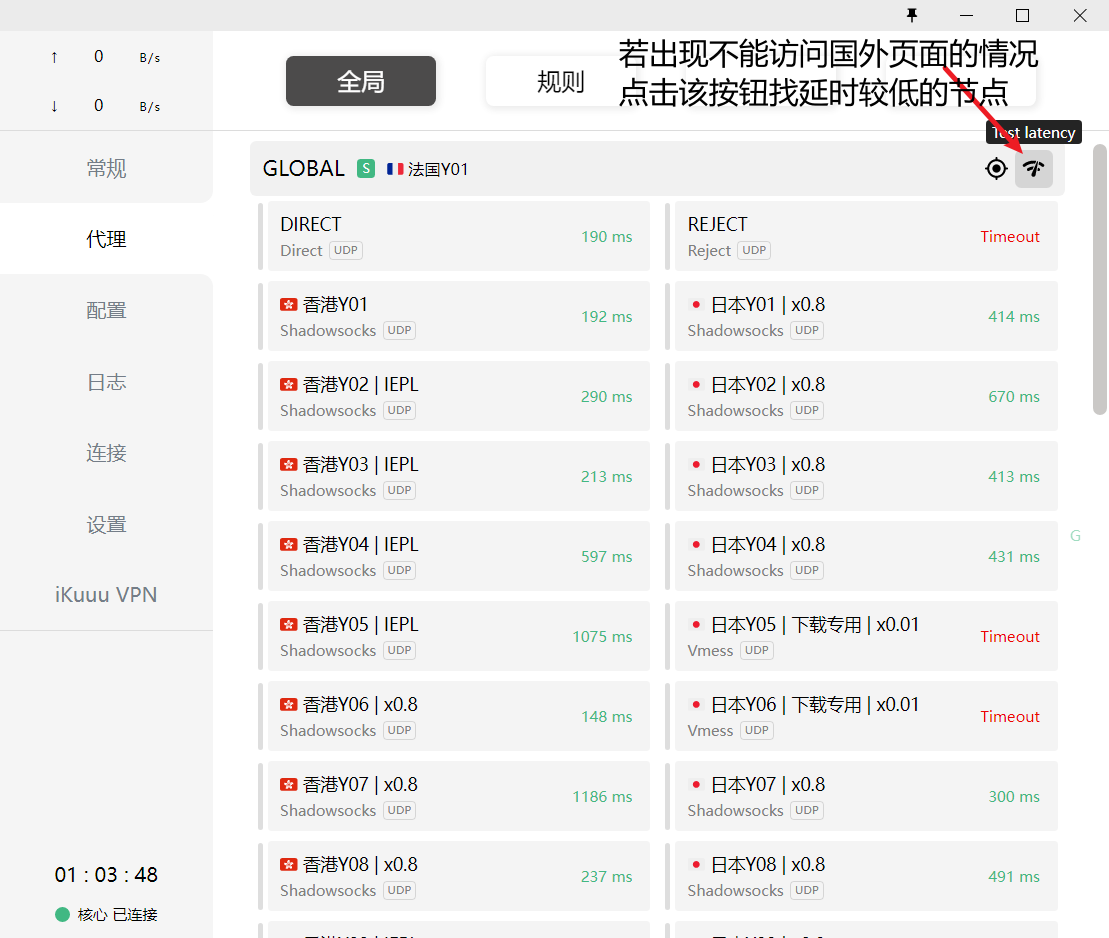 ↑ 0 B/s
↓ 0 B/s
常规
代理
配置
日志
连接
设置
iKuuu VPN
01 : 03 : 48
核心 已连接
全局
规则
若出现不能访问国外页面的情况
点击该按钮找延时较低的节点
Test latency
GLOBAL S 法国Y01
DIRECT
Direct UDP
190 ms
REJECT
Reject UDP
Timeout
香港Y01
Shadowsocks UDP
192 ms
日本Y01 | x0.8
Shadowsocks UDP
414 ms
香港Y02 | IEPL
Shadowsocks UDP
290 ms
日本Y02 | x0.8
Shadowsocks UDP
670 ms
香港Y03 | IEPL
Shadowsocks UDP
213 ms
日本Y03 | x0.8
Shadowsocks UDP
413 ms
香港Y04 | IEPL
Shadowsocks UDP
597 ms
日本Y04 | x0.8
Shadowsocks UDP
431 ms
G
香港Y05 | IEPL
Shadowsocks UDP
1075 ms
日本Y05 | 下载专用 | x0.01
Vmess UDP
Timeout
香港Y06 | x0.8
Shadowsocks UDP
148 ms
日本Y06 | 下载专用 | x0.01
Vmess UDP
Timeout
香港Y07 | x0.8
Shadowsocks UDP
1186 ms
日本Y07 | x0.8
Shadowsocks UDP
300 ms
香港Y08 | x0.8
Shadowsocks UDP
237 ms
日本Y08 | x0.8
Shadowsocks UDP
491 ms